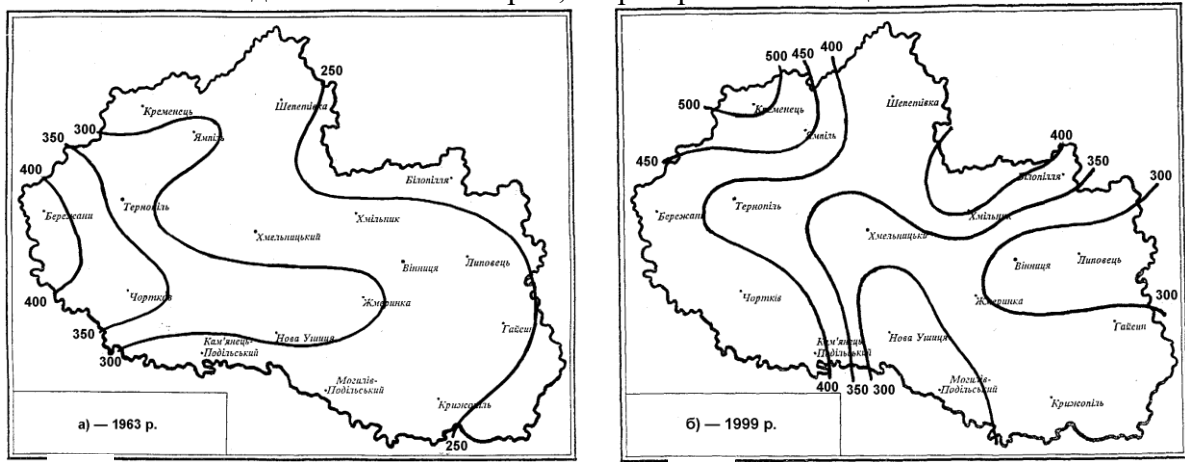 250
Шепетівка
Кременець
300
Ямпіль
350
400
Білопілля
Бережани
Тернопіль
Хмільник
Хмельницький
Вінниця
Липовець
Чортків
Жмеринка
400
350
Нова Ушиця
Гайсин
300
Кам'янець-
Подільський
Могилів-
Подільський
Крижопіль
250
а) — 1963 р.
500
450
400
Шепетівка
500
Кременець
Ямпіль
400
450
350
Білопілля
300
Бережани
Тернопіль
Хмільник
Хмельницький
Вінниця
Липовець
Чортків
Жмеринка
300
Гайсин
Нова Ушиця
Кам'янець-
Подільський
400
350
300
Могилів-
Подільський
Крижопіль
б) — 1999 р.